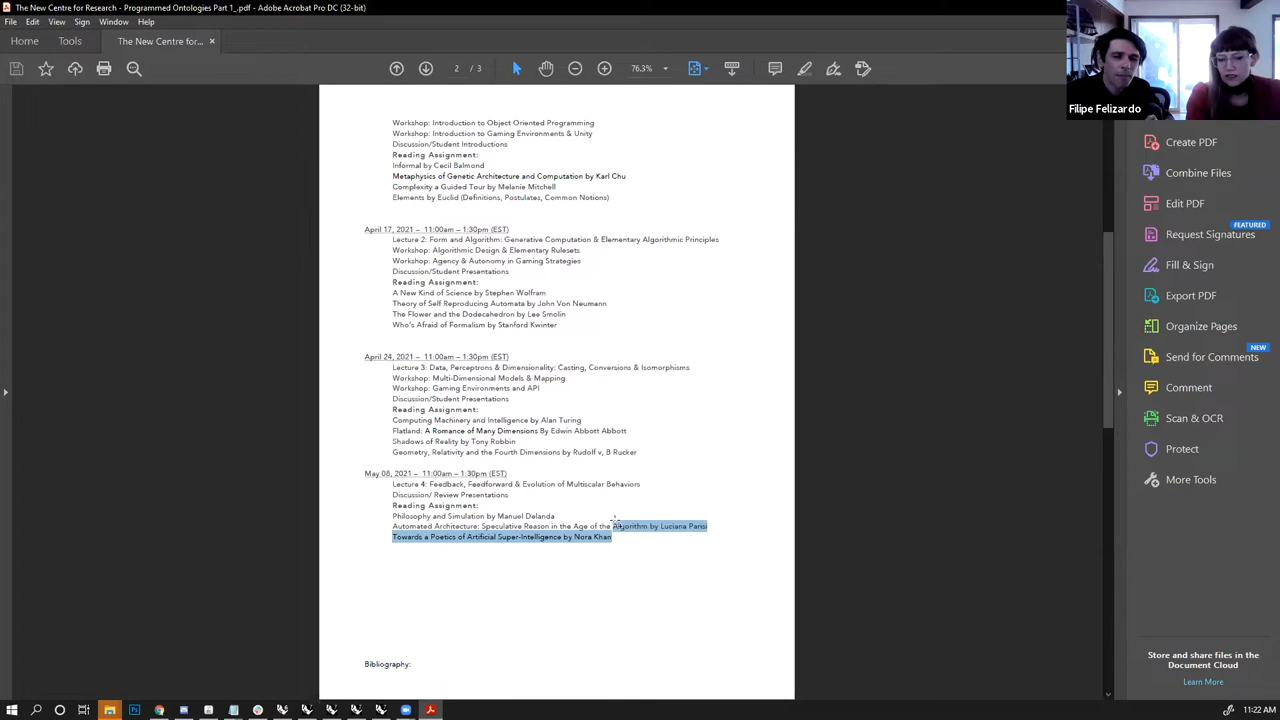 The New Centre for Research - Programmed Ontologies Part 1_.pdf - Adobe Acrobat Pro DC (32-bit)
File Edit View Sign Window Help
Home Tools The New Centre for... ×
2 / 3 76.3%
Filipe Felizardo
Workshop: Introduction to Object Oriented Programming
Workshop: Introduction to Gaming Environments & Unity
Discussion/Student Introductions
Reading Assignment:
Informal by Cecil Balmond
Metaphysics of Genetic Architecture and Computation by Karl Chu
Complexity a Guided Tour by Melanie Mitchell
Elements by Euclid (Definitions, Postulates, Common Notions)
April 17, 2021 – 11:00am – 1:30pm (EST)
Lecture 2: Form and Algorithm: Generative Computation & Elementary Algorithmic Principles
Workshop: Algorithmic Design & Elementary Rulesets
Workshop: Agency & Autonomy in Gaming Strategies
Discussion/Student Presentations
Reading Assignment:
A New Kind of Science by Stephen Wolfram
Theory of Self Reproducing Automata by John Von Neumann
The Flower and the Dodecahedron by Lee Smolin
Who's Afraid of Formalism by Stanford Kwinter
April 24, 2021 – 11:00am – 1:30pm (EST)
Lecture 3: Data, Perceptrons & Dimensionality: Casting, Conversions & Isomorphisms
Workshop: Multi-Dimensional Models & Mapping
Workshop: Gaming Environments and API
Discussion/Student Presentations
Reading Assignment:
Computing Machinery and Intelligence by Alan Turing
Flatland: A Romance of Many Dimensions By Edwin Abbott Abbott
Shadows of Reality by Tony Robbin
Geometry, Relativity and the Fourth Dimensions by Rudolf v, B Rucker
May 08, 2021 – 11:00am – 1:30pm (EST)
Lecture 4: Feedback, Feedforward & Evolution of Multiscalar Behaviors
Discussion/ Review Presentations
Reading Assignment:
Philosophy and Simulation by Manuel Delanda
Automated Architecture: Speculative Reason in the Age of the Algorithm by Luciana Parisi
Towards a Poetics of Artificial Super-Intelligence by Nora Khan
Bibliography:
Create PDF
Combine Files
Edit PDF
FEATURED
Request Signatures
Fill & Sign
Export PDF
Organize Pages
NEW
Send for Comments
Comment
Scan & OCR
Protect
More Tools
Store and share files in the
Document Cloud
Learn More
11:22 AM